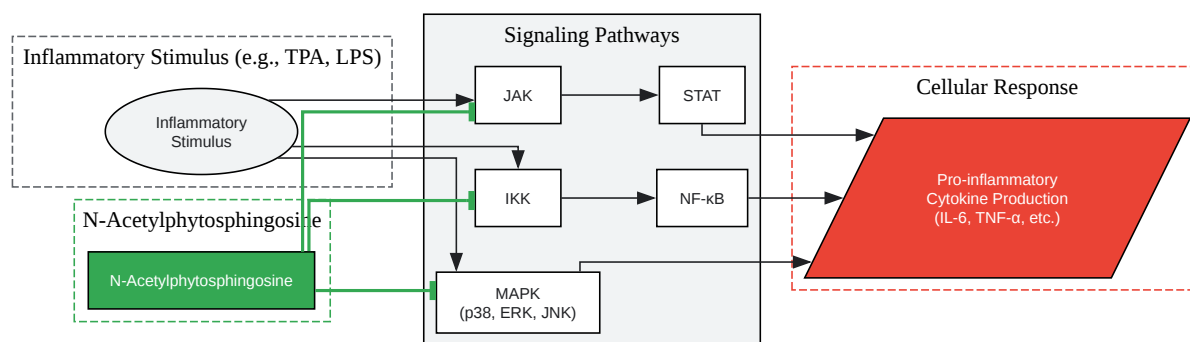 Inflammatory Stimulus (e.g., TPA, LPS)
Inflammatory
Stimulus
N-Acetylphytosphingosine
N-Acetylphytosphingosine
Signaling Pathways
JAK
STAT
IKK
NF-κB
MAPK
(p38, ERK, JNK)
Cellular Response
Pro-inflammatory
Cytokine Production
(IL-6, TNF-α, etc.)